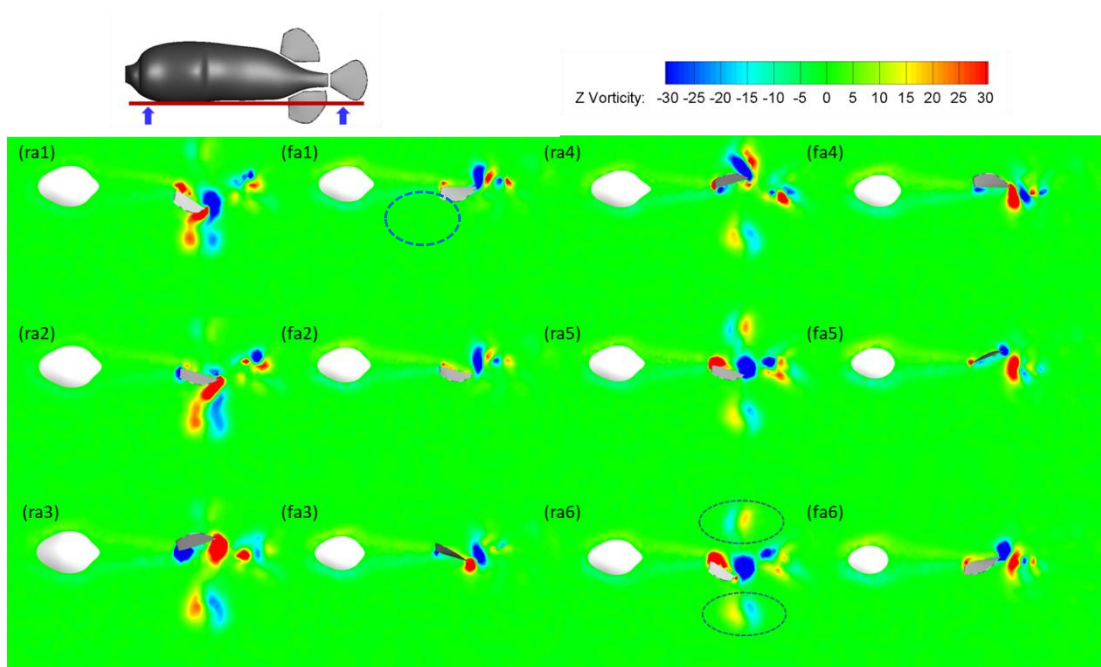 Z Vorticity: -30 -25 -20 -15 -10 -5 0 5 10 15 20 25 30
(ra1) (fa1) (ra4) (fa4)
(ra2) (fa2) (ra5) (fa5)
(ra3) (fa3) (ra6) (fa6)